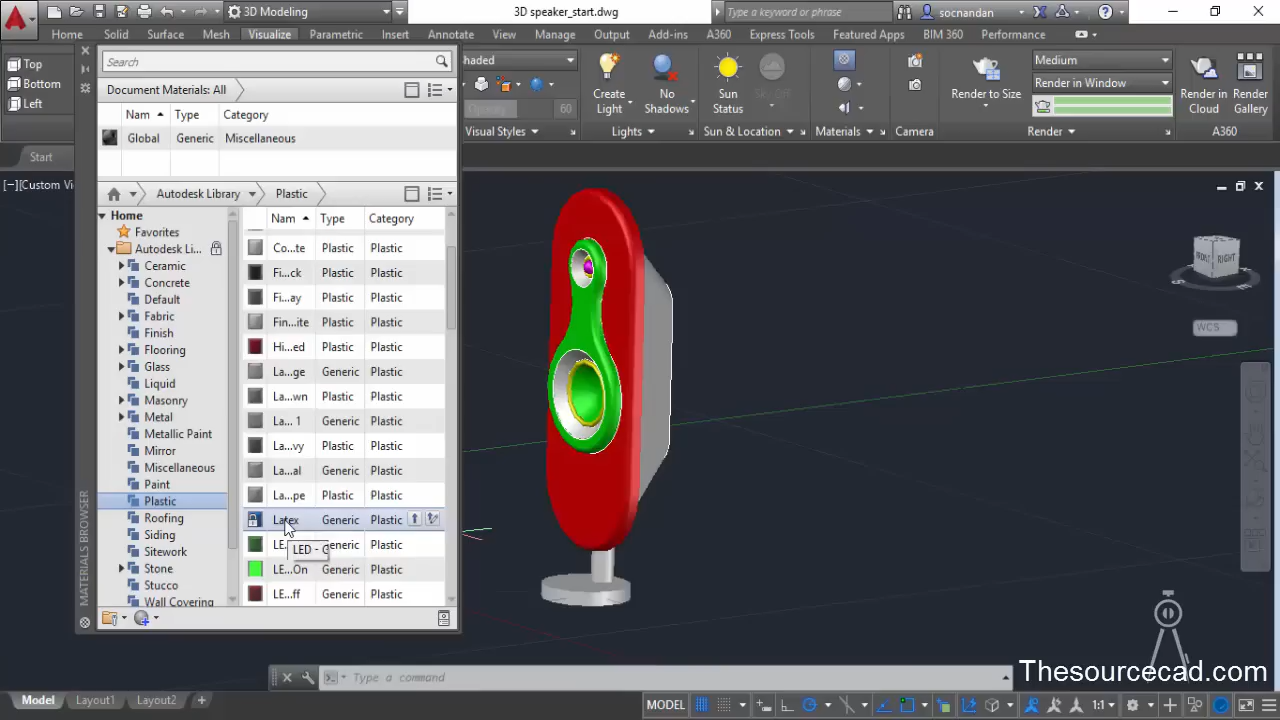 3D Modeling
3D speaker_start.dwg
Type a keyword or phrase
socnandan
Home Solid Surface Mesh Visualize Parametric Insert Annotate View Manage Output Add-ins A360 Express Tools Featured Apps BIM 360 Performance
Top
Bottom
Left
Search
Document Materials: All
Name Type Category
Global Generic Miscellaneous
Autodesk Library Plastic
Home
Favorites
Autodesk Li...
Ceramic
Concrete
Default
Fabric
Finish
Flooring
Glass
Liquid
Masonry
Metal
Metallic Paint
Mirror
Miscellaneous
Paint
Plastic
Roofing
Siding
Sitework
Stone
Stucco
Wall Covering
Nam Type Category
Co...te Plastic Plastic
Fi...ck Plastic Plastic
Fi...ay Plastic Plastic
Fin...ite Plastic Plastic
Hi...ed Plastic Plastic
La...ge Generic Plastic
La...wn Plastic Plastic
La... 1 Generic Plastic
La...vy Plastic Plastic
La...al Generic Plastic
La...pe Plastic Plastic
Latex Generic Plastic
LE... eneric Plastic
LED - G
LE...On Generic Plastic
LE...ff Generic Plastic
MATERIALS BROWSER
haded
60
Visual Styles
Create Light
No Shadows
Lights
Sun Status
Sky Off
Sun & Location
Materials
Camera
Render to Size
Medium
Render in Window
Render
Render in Cloud
Render Gallery
A360
Start
[−][Custom Vi
RIGHT
WCS
Type a command
Thesourcecad.com
Model Layout1 Layout2 +
MODEL
1:1